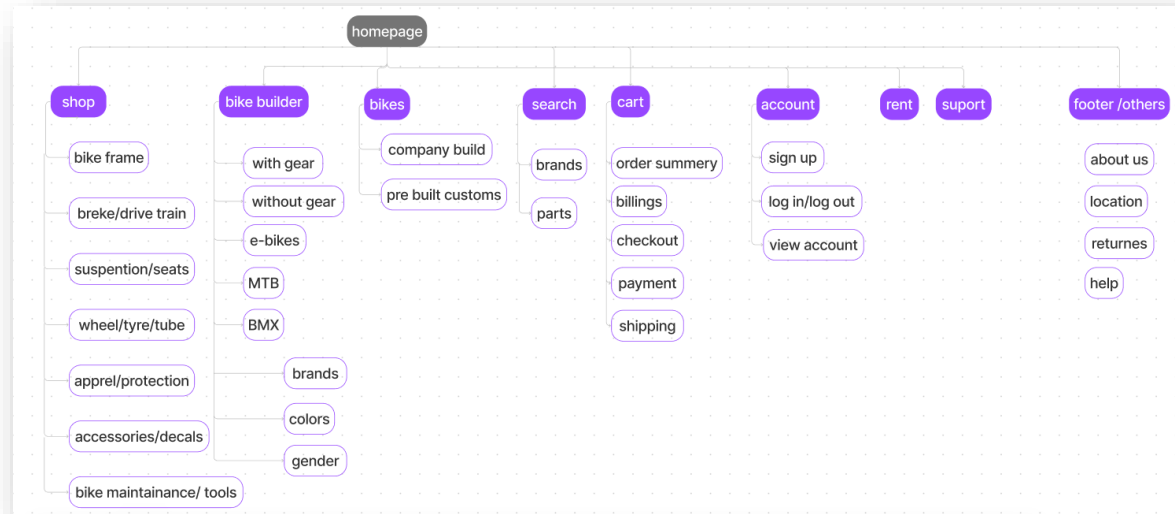 homepage
shop
bike builder
bikes
search
cart
account
rent
suport
footer /others
bike frame
breke/drive train
suspention/seats
wheel/tyre/tube
apprel/protection
accessories/decals
bike maintainance/ tools
with gear
without gear
e-bikes
MTB
BMX
brands
colors
gender
company build
pre built customs
brands
parts
order summery
billings
checkout
payment
shipping
sign up
log in/log out
view account
about us
location
returnes
help